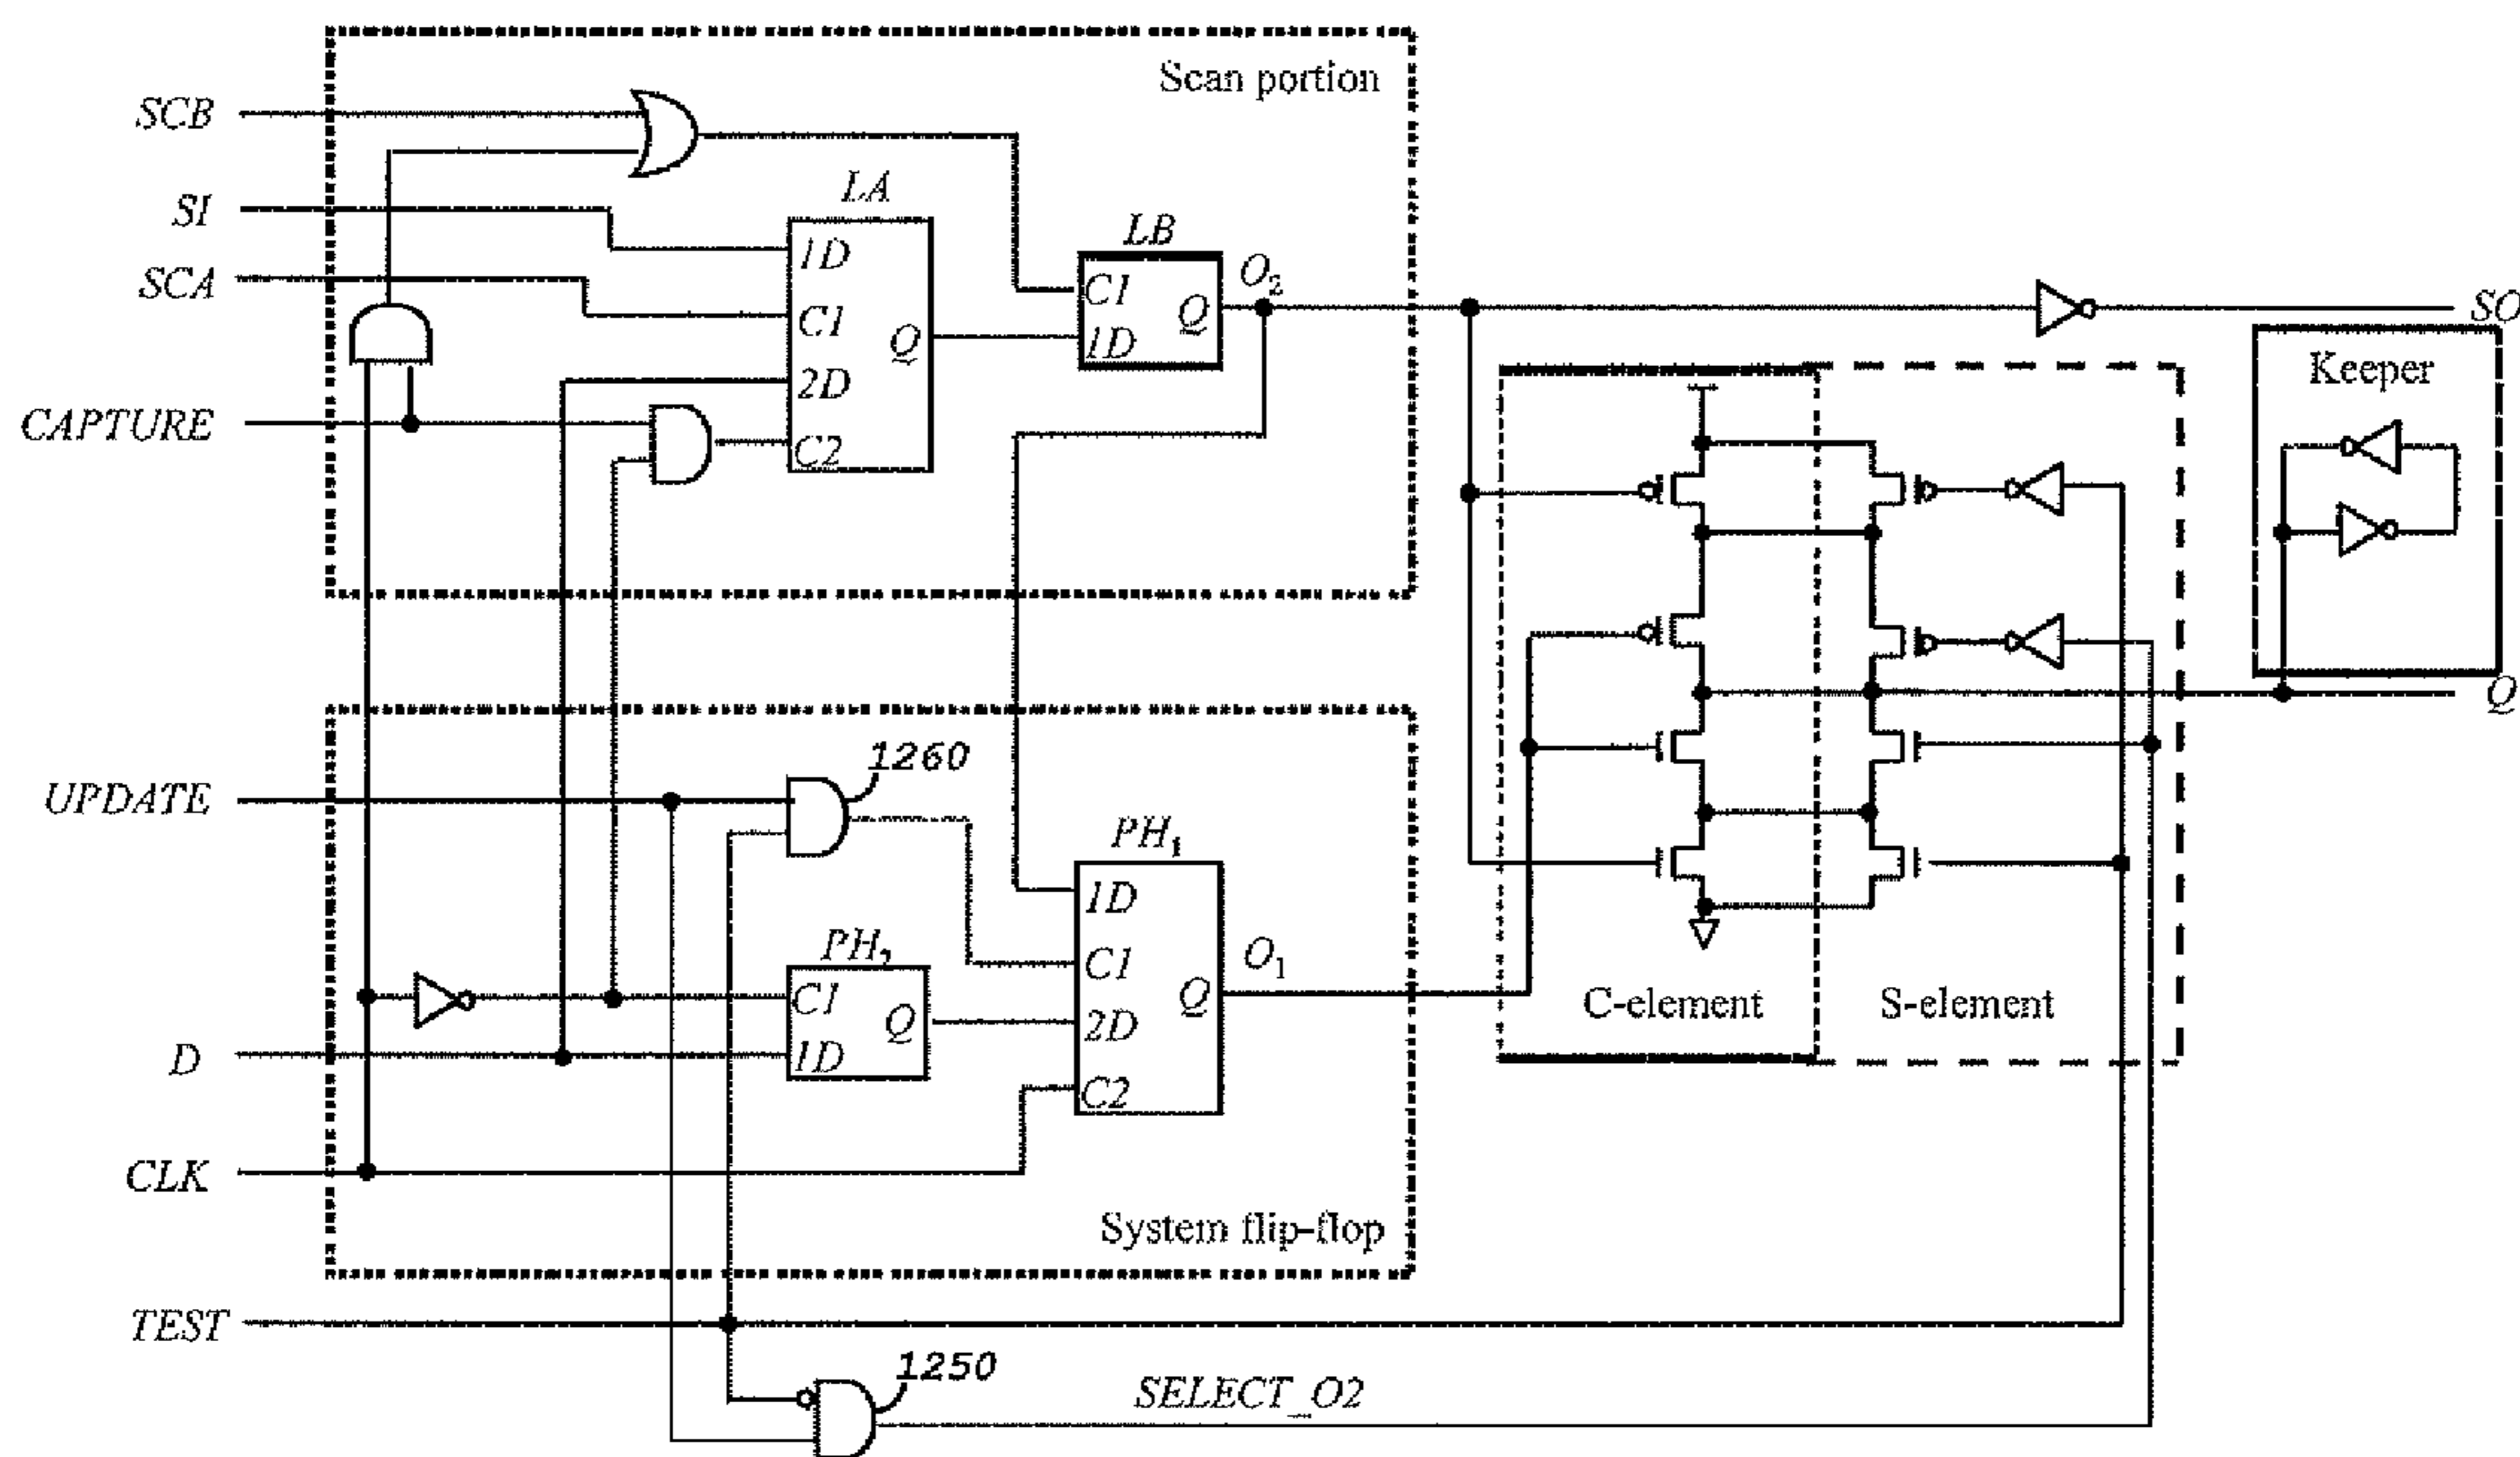 Scan portion
SCB
SI
SCA
CAPTURE
LA
1D
C1
2D
C2
Q
LB
C1
1D
Q
O2
SO
Keeper
Q
UPDATE
1260
PH1
1D
C1
2D
C2
Q
O1
PH2
C1
1D
Q
D
CLK
System flip-flop
C-element
S-element
TEST
1250
SELECT_O2